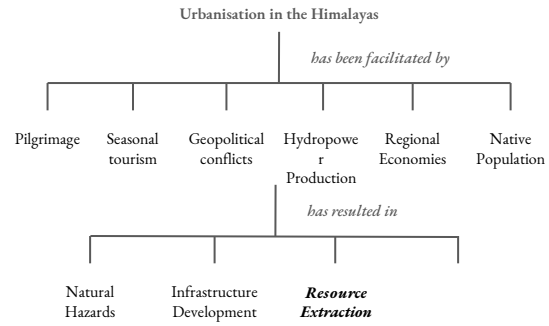 Urbanisation in the Himalayas
has been facilitated by
Pilgrimage
Seasonal
tourism
Geopolitical
conflicts
Hydropowe
r
Production
Regional
Economies
Native
Population
has resulted in
Natural
Hazards
Infrastructure
Development
Resource
Extraction